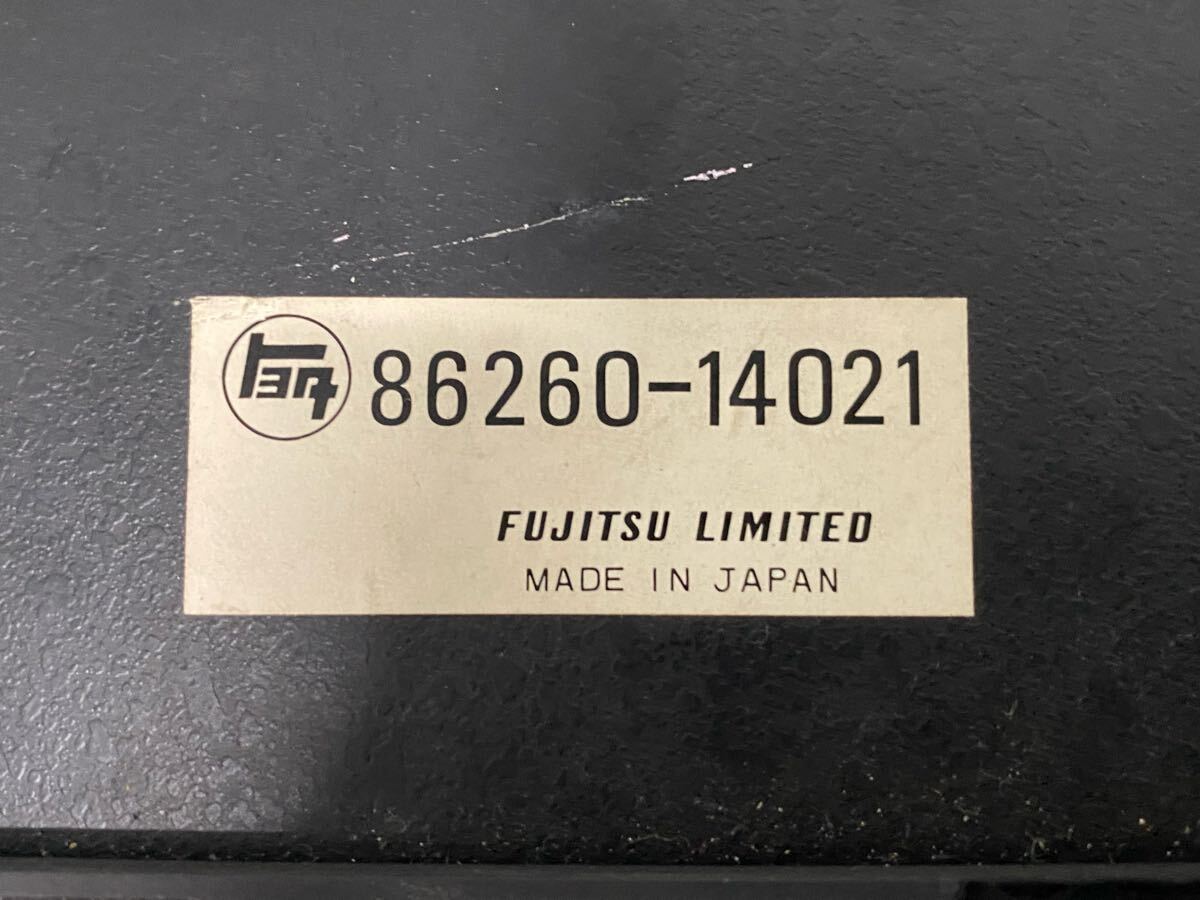 トヨタ 86260-14021
FUJITSU LIMITED
MADE IN JAPAN